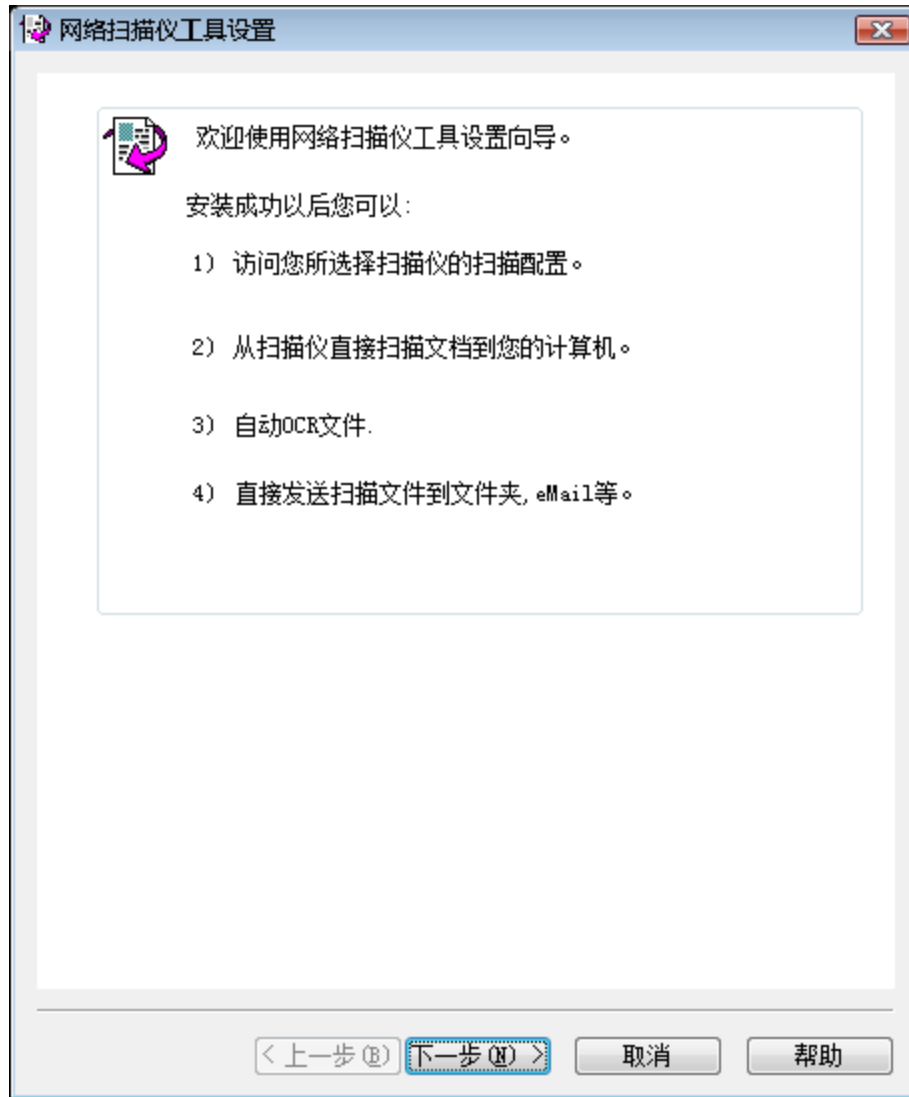 网络扫描仪工具设置
欢迎使用网络扫描仪工具设置向导。
安装成功以后您可以:
1) 访问您所选择扫描仪的扫描配置。
2) 从扫描仪直接扫描文档到您的计算机。
3) 自动OCR文件.
4) 直接发送扫描文件到文件夹, eMail等。
< 上一步(B) 下一步(N) > 取消 帮助